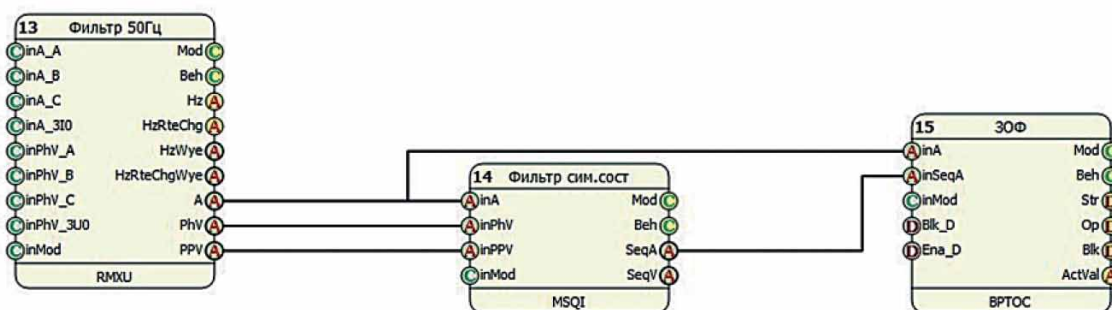 13 Фильтр 50Гц
inA_A Mod
inA_B Beh
inA_C Hz
inA_3I0 HzRteChg
inPhV_A HzWye
inPhV_B HzRteChgWye
inPhV_C A
inPhV_3U0 PhV
inMod PPV
RMXU
14 Фильтр сим.сост
inA Mod
inPhV Beh
inPPV SeqA
inMod SeqV
MSQI
15 ЗОФ
inA Mod
inSeqA Beh
inMod Str
Blk_D Op
Ena_D Blk
ActVal
BPTOC